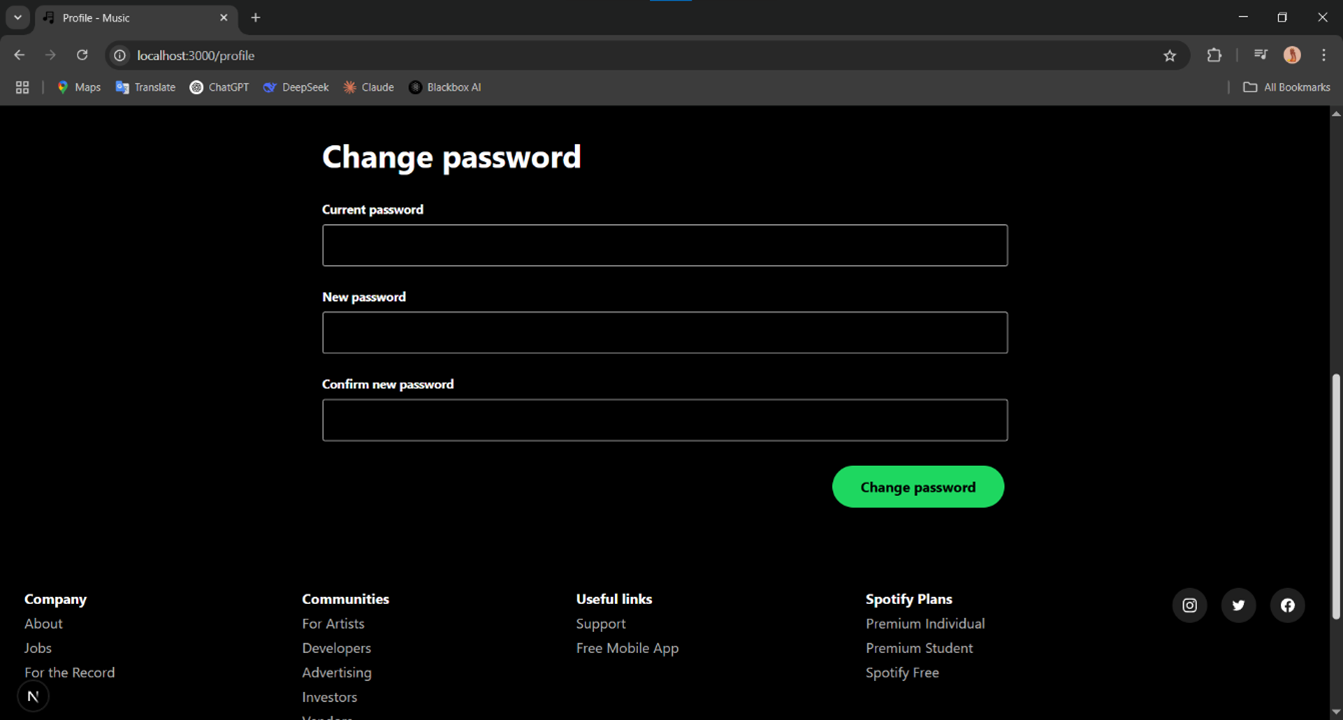 Profile - Music
localhost:3000/profile
Maps Translate ChatGPT DeepSeek Claude Blackbox AI All Bookmarks
Change password
Current password
New password
Confirm new password
Change password
Company
About
Jobs
For the Record
Communities
For Artists
Developers
Advertising
Investors
Vendors
Useful links
Support
Free Mobile App
Spotify Plans
Premium Individual
Premium Student
Spotify Free
N